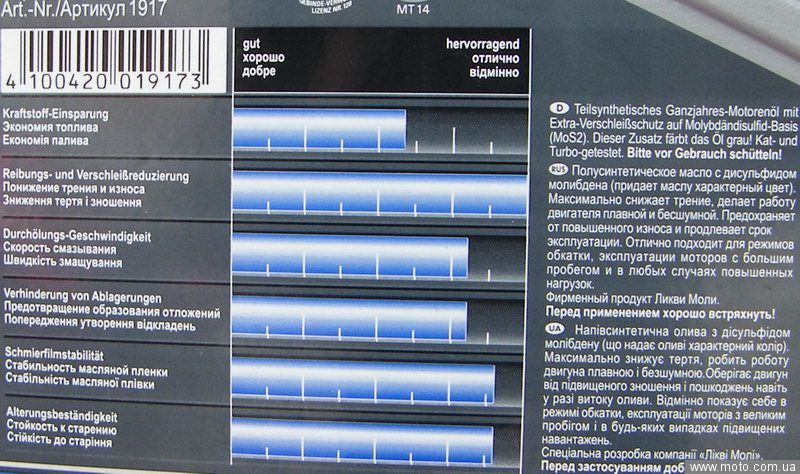 Art.-Nr./Артикул 1917
LIZENZ NR. 129
MT 14
4 100420 019173
gut
хорошо
добре
hervorragend
отлично
відмінно
Kraftstoff-Einsparung
Экономия топлива
Економія палива
Reibungs- und Verschleißreduzierung
Понижение трения и износа
Зниження тертя і зношення
Durchölungs-Geschwindigkeit
Скорость смазывания
Швидкість змащування
Verhinderung von Ablagerungen
Предотвращение образования отложений
Попередження утворення відкладень
Schmierfilmstabilität
Стабильность масляной пленки
Стабільність масляної плівки
Alterungsbeständigkeit
Стойкость к старению
Стійкість до старіння
D Teilsynthetisches Ganzjahres-Motorenöl mit
Extra-Verschleißschutz auf Molybdändisulfid-Basis
(MoS2). Dieser Zusatz färbt das Öl grau! Kat- und
Turbo-getestet. Bitte vor Gebrauch schütteln!
RUS Полусинтетическое масло с дисульфидом
молибдена (придает маслу характерный цвет).
Максимально снижает трение, делает работу
двигателя плавной и бесшумной. Предохраняет
от повышенного износа и продлевает срок
эксплуатации. Отлично подходит для режимов
обкатки, эксплуатации моторов с большим
пробегом и в любых случаях повышенных
нагрузок.
Фирменный продукт Ликви Моли.
Перед применением хорошо встряхнуть!
UA Напівсинтетична олива з дісульфідом
молібдену (що надає оливі характерний колір).
Максимально знижує тертя, робить роботу
двигуна плавною і безшумною.Оберігає двигун
від підвищеного зношення і пошкоджень навіть
у разі витоку оливи. Відмінно показує себе в
режимі обкатки, експлуатації моторів з великим
пробігом і в будь-яких випадках підвищених
навантажень.
Спеціальна розробка компанії «Лікві Молі».
Перед застосуванням доб
www.moto.com.ua